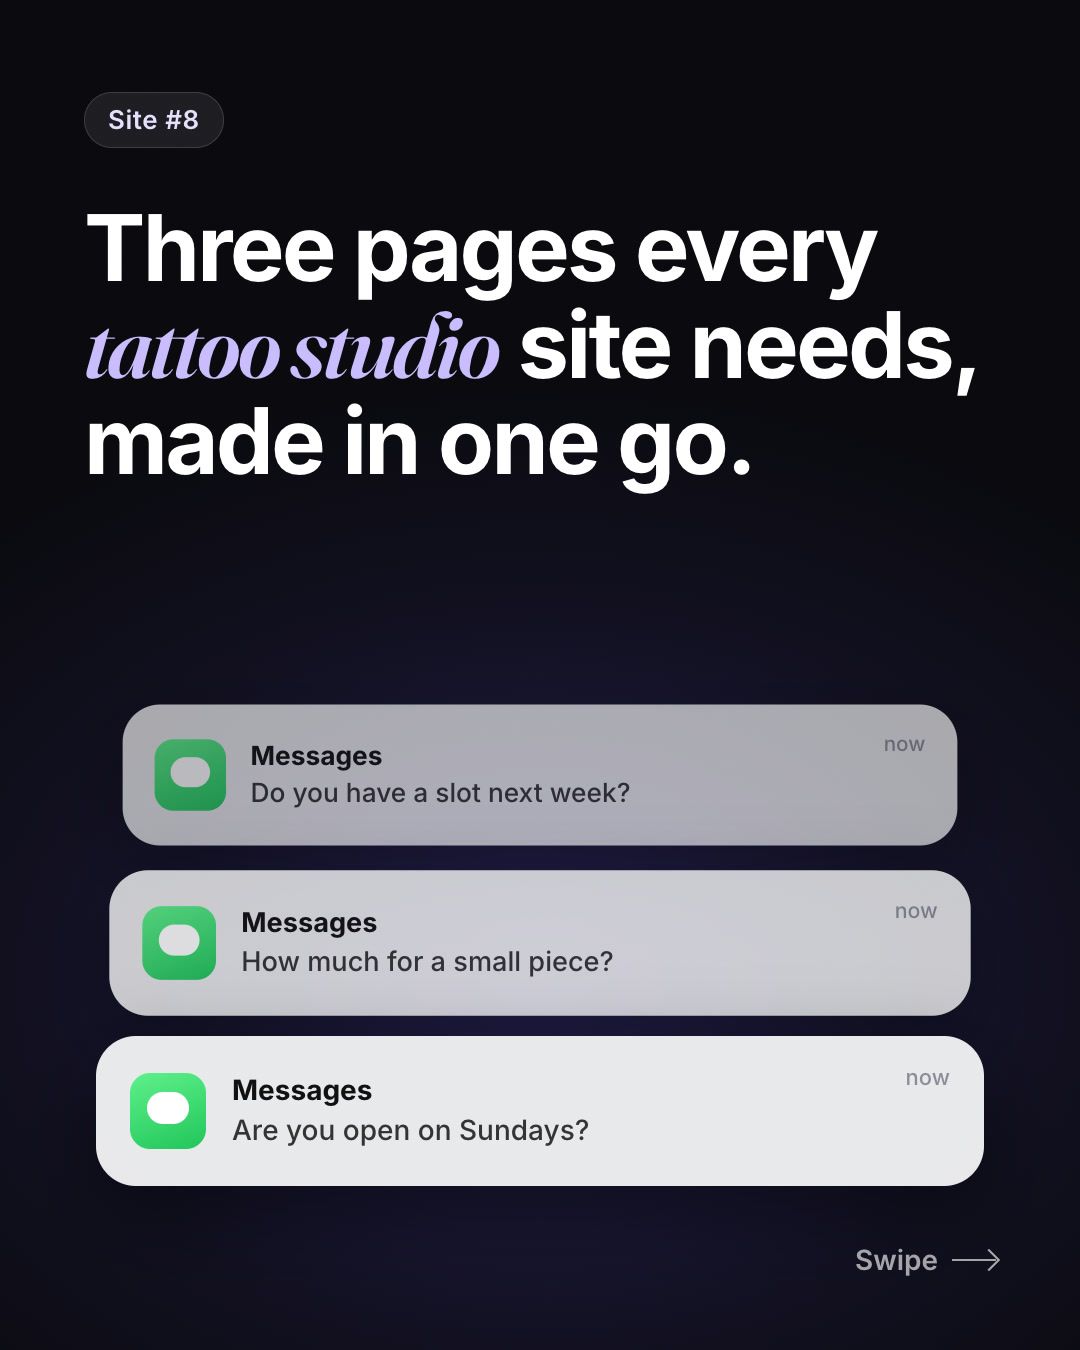 Site #8
Three pages every
tattoo studio site needs,
made in one go.
Messages
now
Do you have a slot next week?
Messages
now
How much for a small piece?
Messages
now
Are you open on Sundays?
Swipe